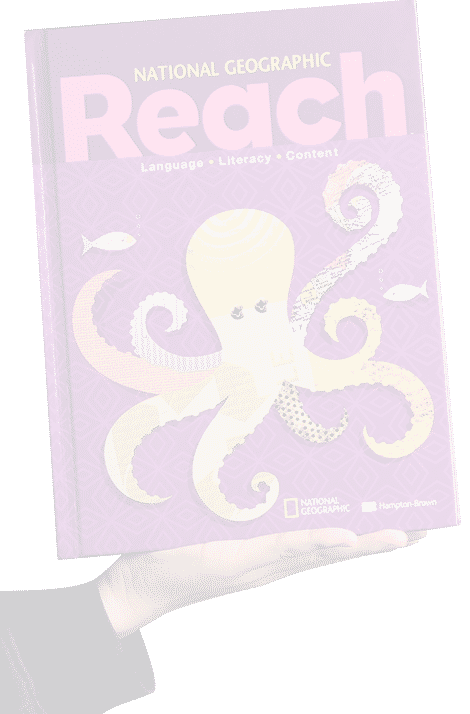 NATIONAL GEOGRAPHIC
Reach
Language • Literacy • Content
NATIONAL
GEOGRAPHIC
Hampton-Brown